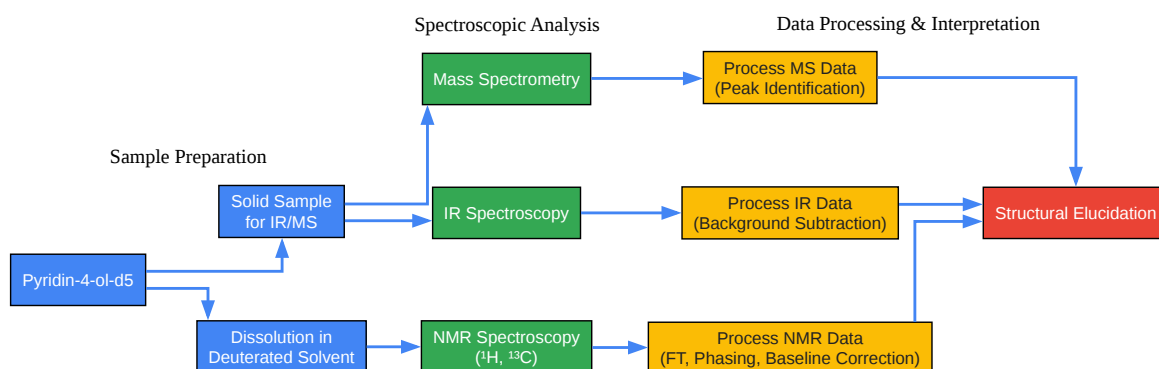 Spectroscopic Analysis
Data Processing & Interpretation
Mass Spectrometry
Process MS Data
(Peak Identification)
Sample Preparation
Solid Sample
for IR/MS
IR Spectroscopy
Process IR Data
(Background Subtraction)
Structural Elucidation
Pyridin-4-ol-d5
Dissolution in
Deuterated Solvent
NMR Spectroscopy
(¹H, ¹³C)
Process NMR Data
(FT, Phasing, Baseline Correction)